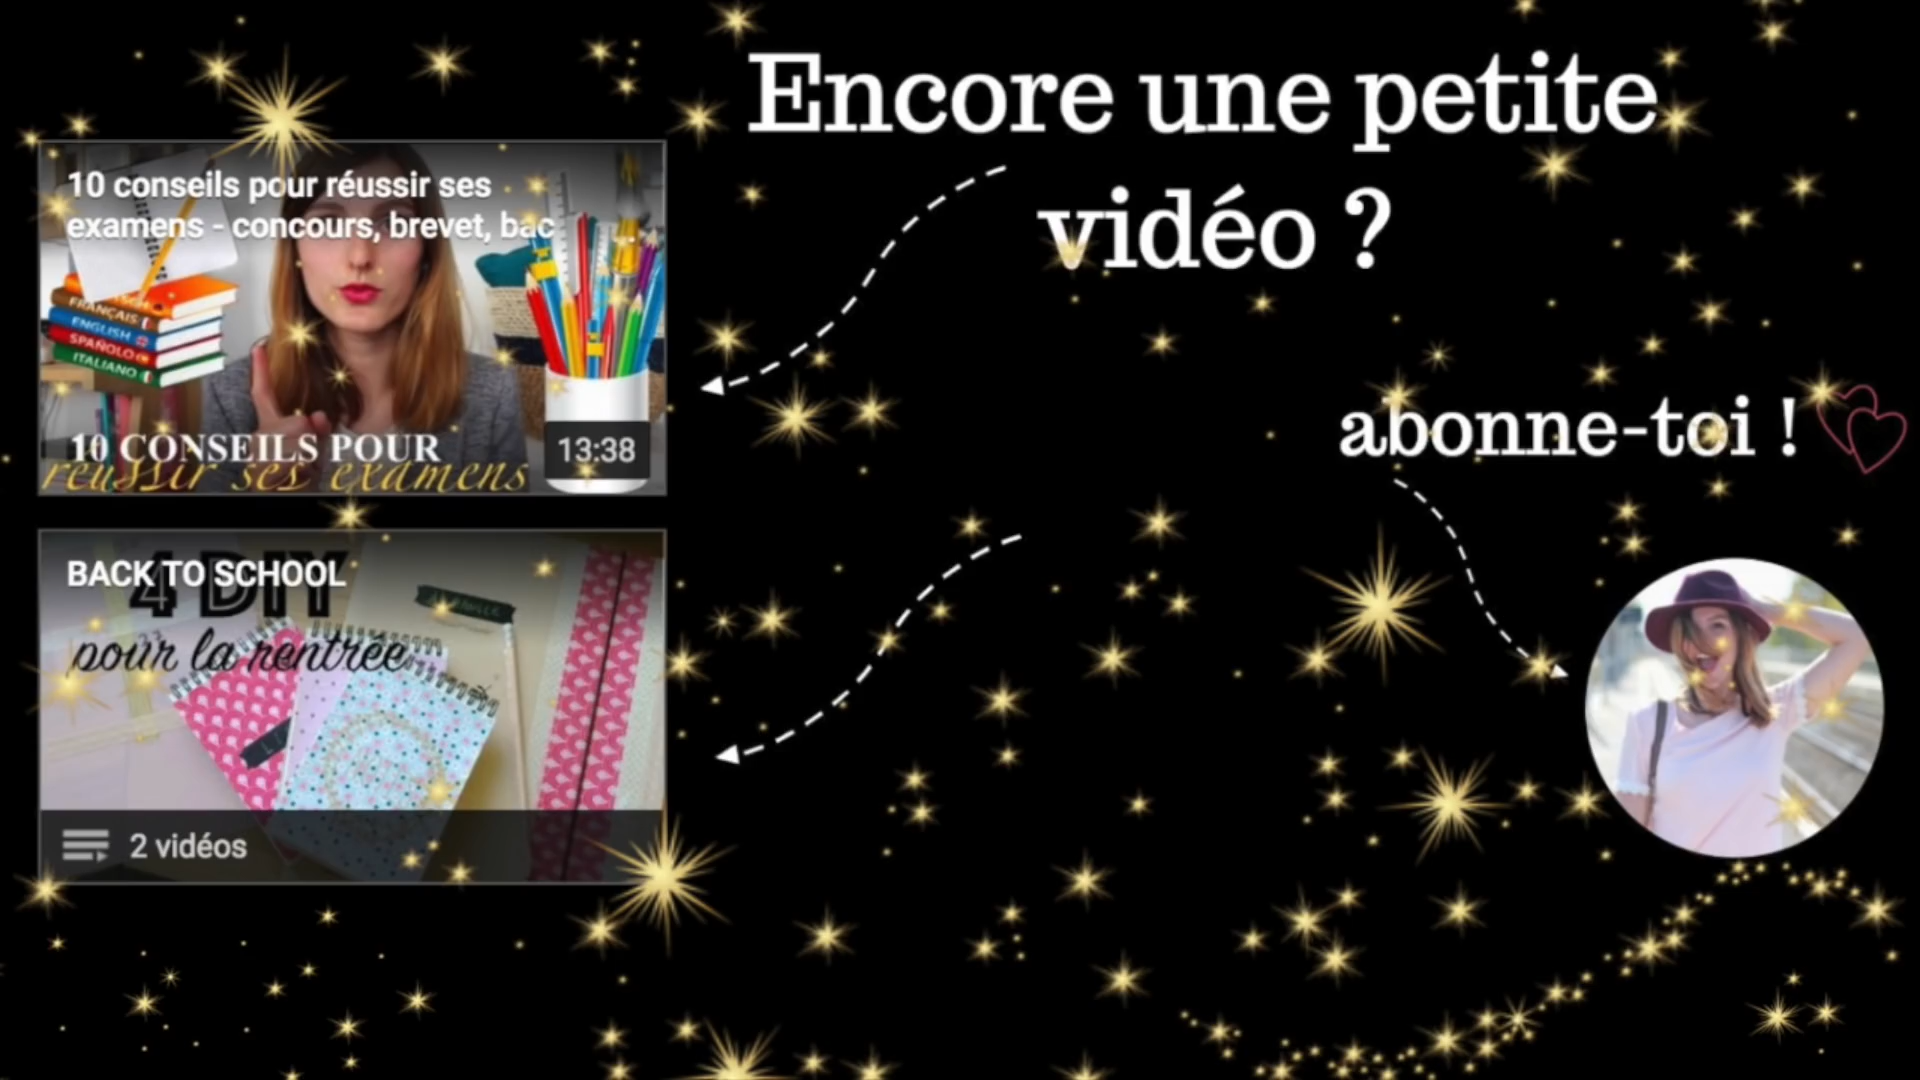 Encore une petite
vidéo ?
10 conseils pour réussir ses
examens - concours, brevet, bac
...
FRANÇAIS
ENGLISH
SPAÑOLO
ITALIANO
10 CONSEILS POUR
réussir ses examens
13:38
abonne-toi !
BACK TO SCHOOL
4 DIY
pour la rentrée
2 vidéos